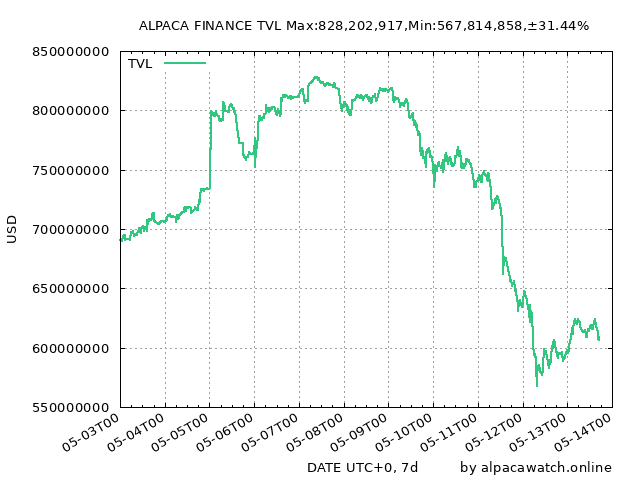 ALPACA FINANCE TVL Max:828,202,917,Min:567,814,858,±31.44%
TVL
850000000
800000000
750000000
700000000
650000000
600000000
550000000
USD
05-03T00
05-04T00
05-05T00
05-06T00
05-07T00
05-08T00
05-09T00
05-10T00
05-11T00
05-12T00
05-13T00
05-14T00
DATE UTC+0, 7d
by alpacawatch.online